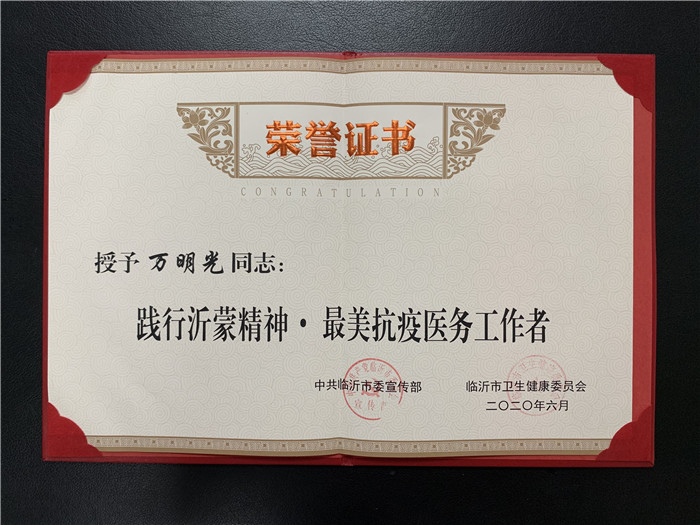 荣誉证书
CONGRATULATION
授予 万明光 同志：
践行沂蒙精神·最美抗疫医务工作者
中共临沂市委宣传部 临沂市卫生健康委员会
二〇二〇年六月